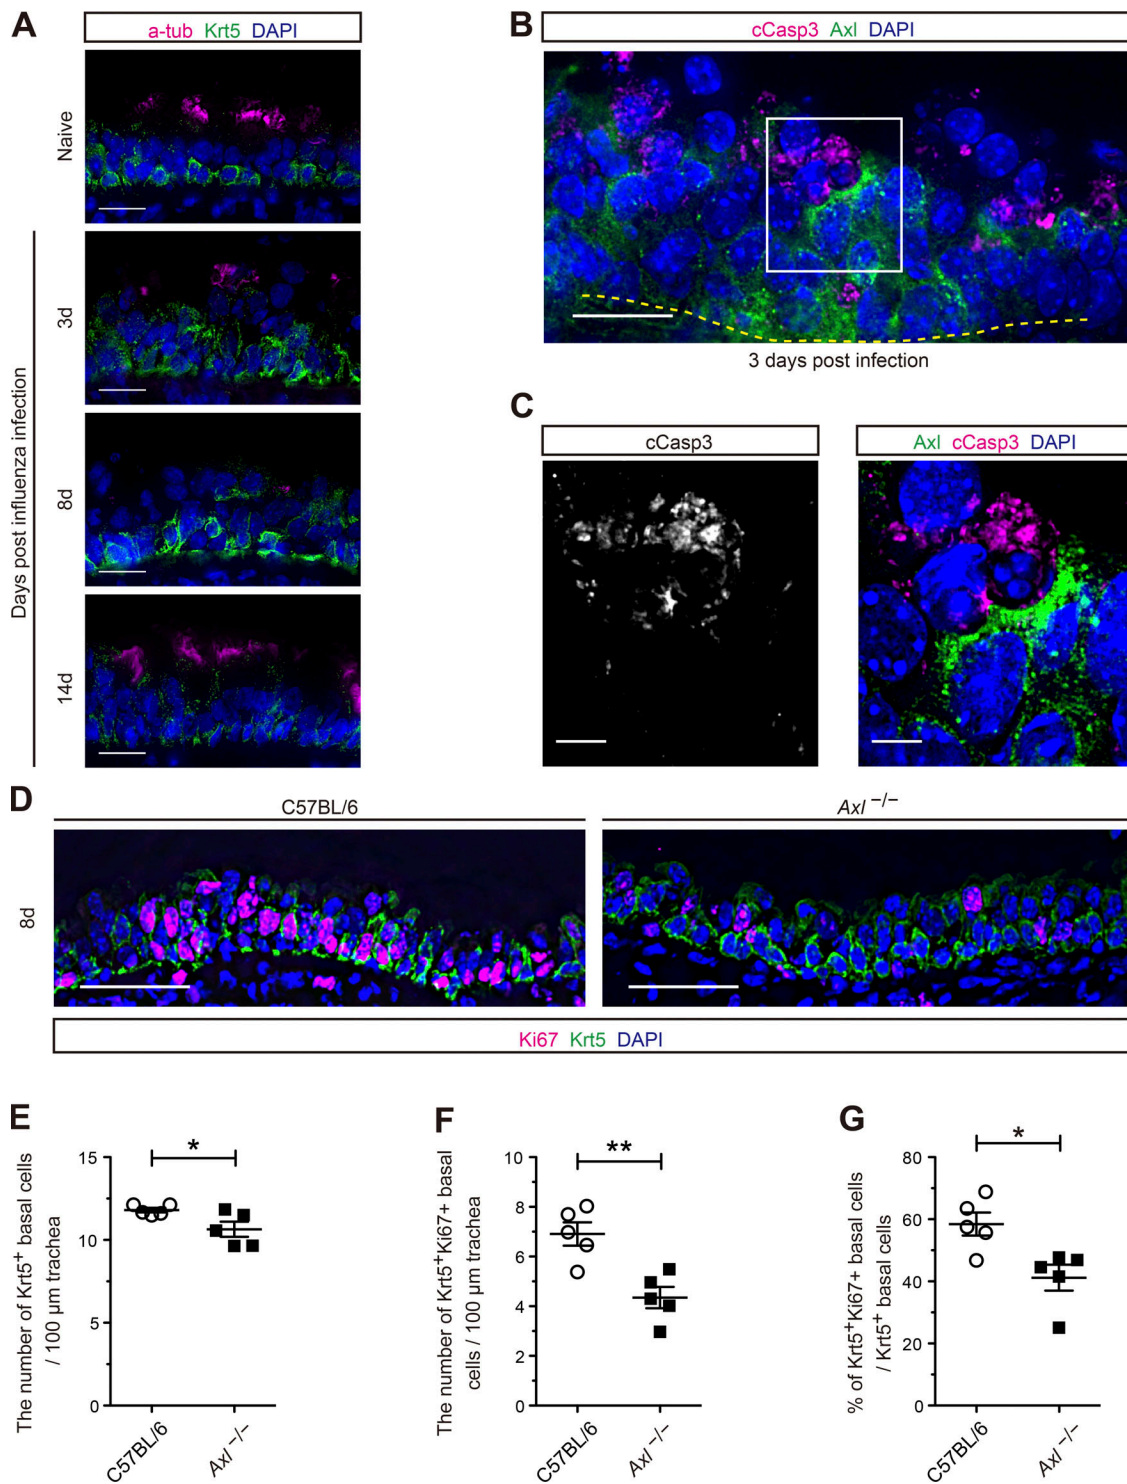 A
a-tub Krt5 DAPI
Naive
Days post influenza infection
3d
8d
14d
B
cCasp3 Axl DAPI
3 days post infection
C
cCasp3
Axl cCasp3 DAPI
D
C57BL/6
Axl −/−
8d
Ki67 Krt5 DAPI
E
The number of Krt5+ basal cells
/ 100 μm trachea
15
10
5
0
*
C57BL/6
Axl −/−
F
The number of Krt5+Ki67+ basal
cells / 100 μm trachea
10
8
6
4
2
0
**
C57BL/6
Axl −/−
G
% of Krt5+Ki67+ basal cells
/ Krt5+ basal cells
80
60
40
20
0
*
C57BL/6
Axl −/−